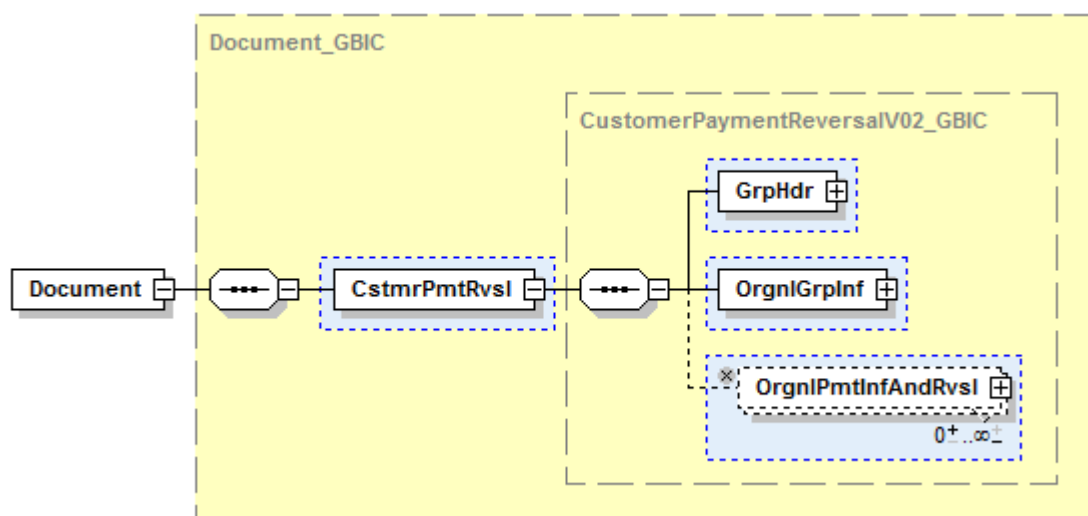 Document_GBIC
CustomerPaymentReversalV02_GBIC
GrpHdr
Document
CstmrPmtRvsl
OrgnlGrpInf
OrgnlPmtInfAndRvsl
0..∞